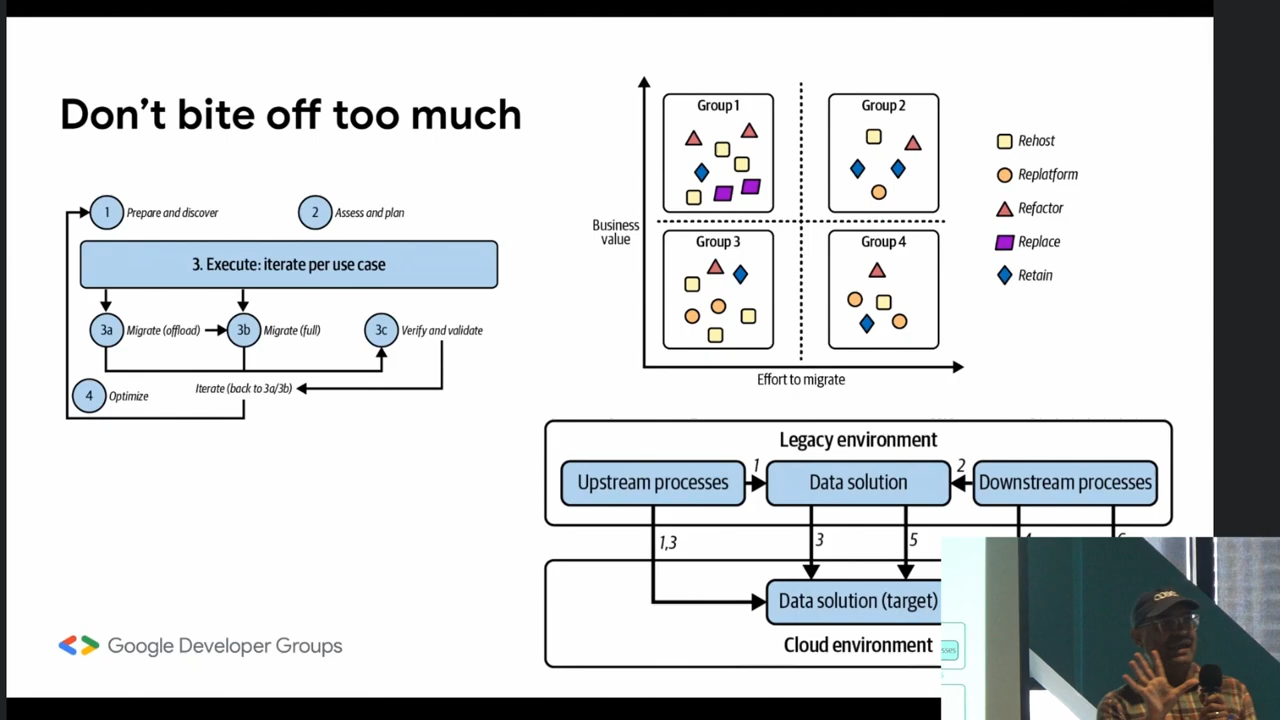 Don't bite off too much
1
Prepare and discover
2
Assess and plan
3. Execute: iterate per use case
3a
Migrate (offload)
3b
Migrate (full)
3c
Verify and validate
Iterate (back to 3a/3b)
4
Optimize
Business
value
Group 1
Group 2
Group 3
Group 4
Effort to migrate
Rehost
Replatform
Refactor
Replace
Retain
Legacy environment
Upstream processes
1
Data solution
2
Downstream processes
1,3
3
5
Data solution (target)
Cloud environment
Google Developer Groups